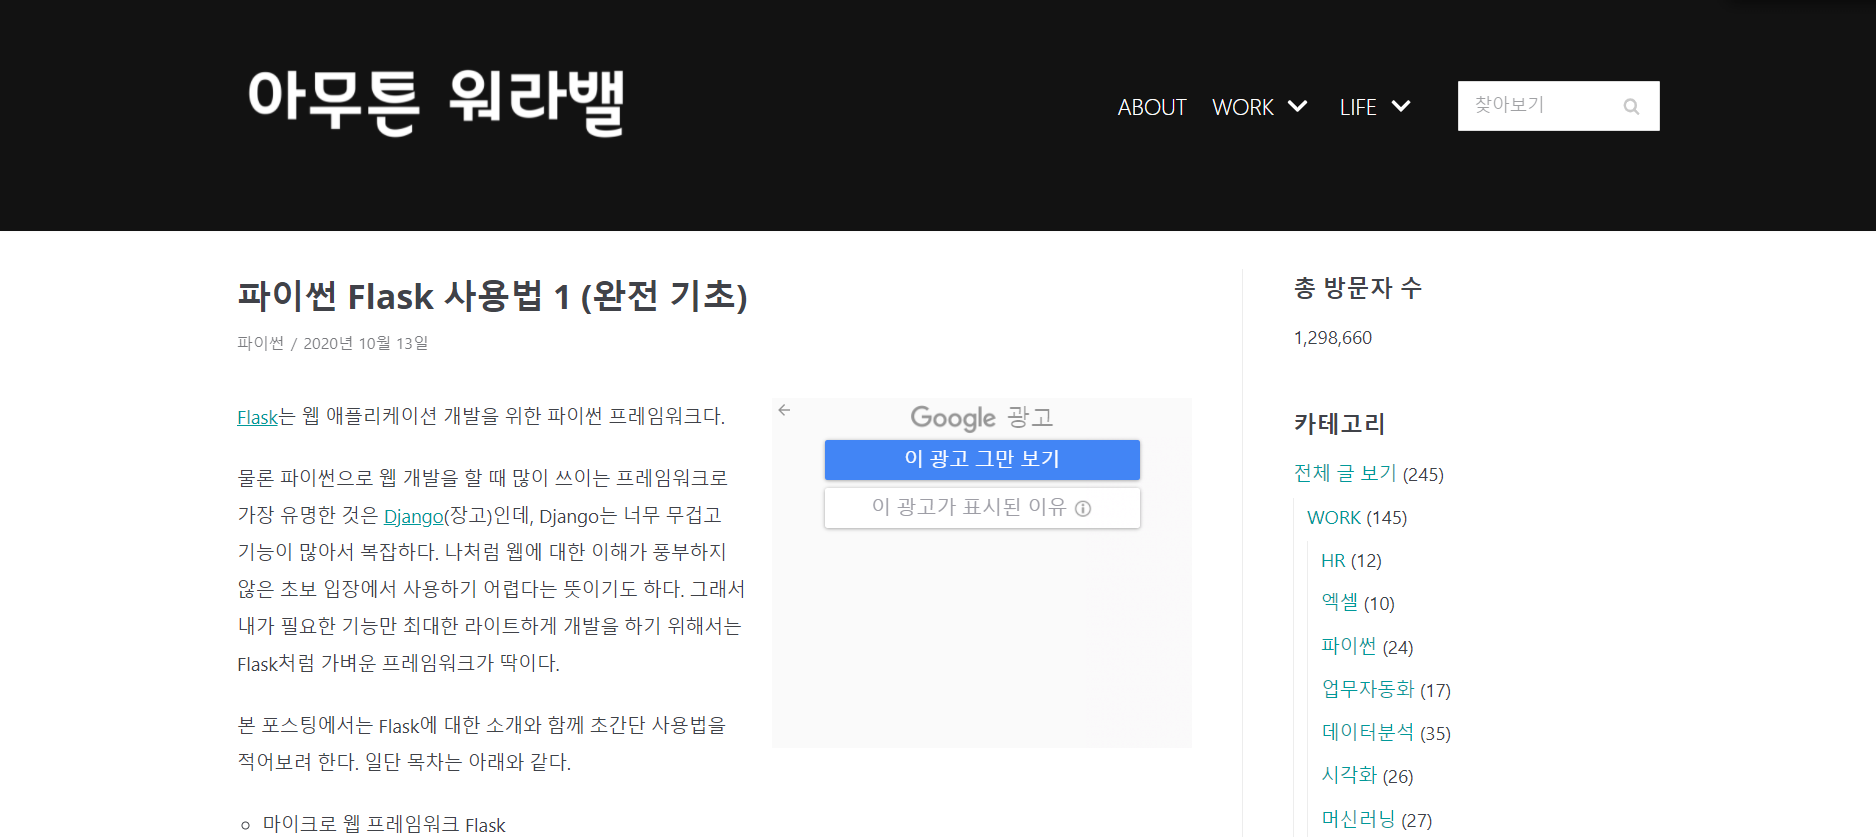 아무튼 워라밸
ABOUT WORK LIFE 찾아보기
파이썬 Flask 사용법 1 (완전 기초)
파이썬 / 2020년 10월 13일
Flask는 웹 애플리케이션 개발을 위한 파이썬 프레임워크다.
물론 파이썬으로 웹 개발을 할 때 많이 쓰이는 프레임워크로
가장 유명한 것은 Django(장고)인데, Django는 너무 무겁고
기능이 많아서 복잡하다. 나처럼 웹에 대한 이해가 풍부하지
않은 초보 입장에서 사용하기 어렵다는 뜻이기도 하다. 그래서
내가 필요한 기능만 최대한 라이트하게 개발을 하기 위해서는
Flask처럼 가벼운 프레임워크가 딱이다.
본 포스팅에서는 Flask에 대한 소개와 함께 초간단 사용법을
적어보려 한다. 일단 목차는 아래와 같다.
마이크로 웹 프레임워크 Flask
Google 광고
이 광고 그만 보기
이 광고가 표시된 이유
총 방문자 수
1,298,660
카테고리
전체 글 보기 (245)
WORK (145)
HR (12)
엑셀 (10)
파이썬 (24)
업무자동화 (17)
데이터분석 (35)
시각화 (26)
머신러닝 (27)